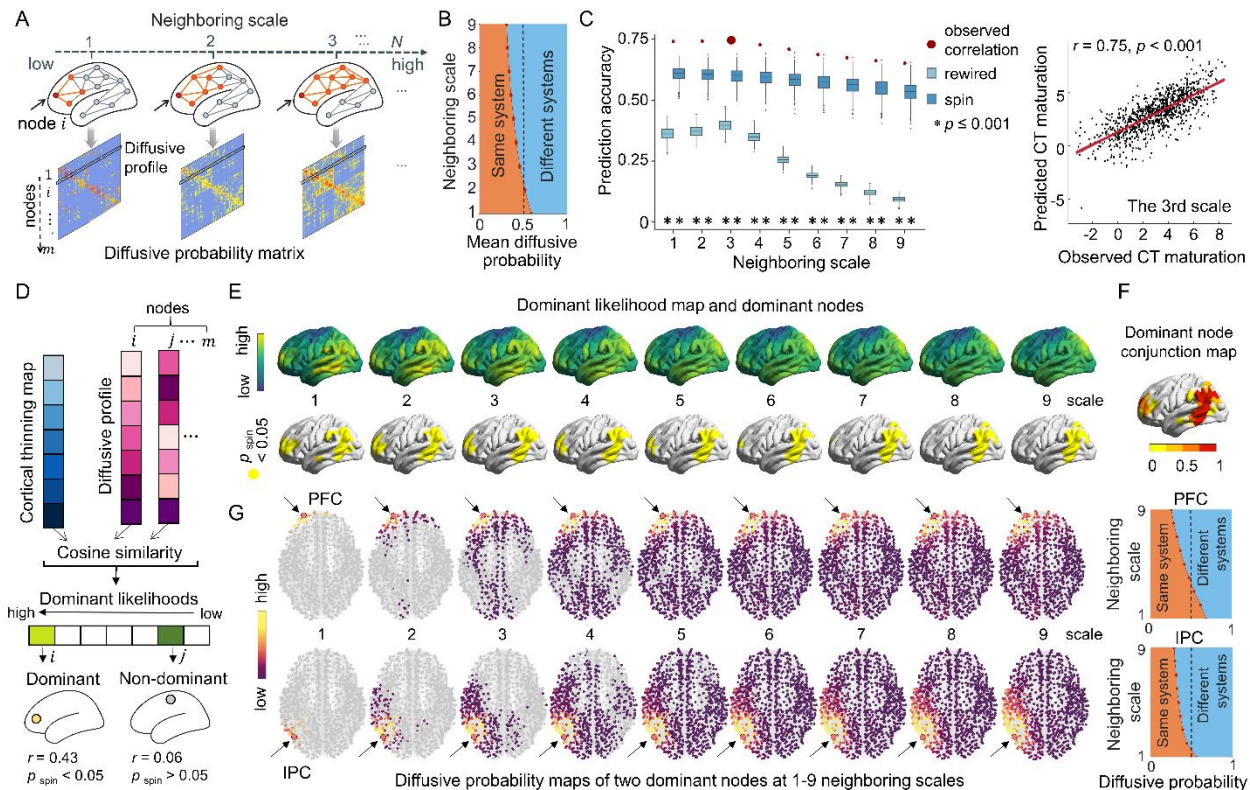 A
Neighboring scale
1
2
3
...
N
low
high
node i
Diffusive
profile
nodes
1
i
m
Diffusive probability matrix
B
Neighboring scale
9
8
7
6
5
4
3
2
1
Same system
Different systems
0
0.5
1
Mean diffusive
probability
C
Prediction accuracy
0.75
0.50
0.25
0
observed
correlation
rewired
spin
* p ≤ 0.001
* * * * * * * * * * * * * * * * * *
1 2 3 4 5 6 7 8 9
Neighboring scale
r = 0.75, p < 0.001
Predicted CT maturation
5
1
-5
The 3rd scale
-2 0 2 4 6 8
Observed CT maturation
D
nodes
i
j ... m
Cortical thinning map
Diffusive profile
...
Cosine similarity
Dominant likelihoods
high
low
i
j
Dominant
Non-dominant
r = 0.43
r = 0.06
p spin < 0.05
p spin > 0.05
E
Dominant likelihood map and dominant nodes
high
low
1 2 3 4 5 6 7 8 9 scale
p spin < 0.05
F
Dominant node
conjunction map
0 0.5 1
G
PFC
high
low
1 2 3 4 5 6 7 8 9 scale
IPC
Diffusive probability maps of two dominant nodes at 1-9 neighboring scales
PFC
Neighboring
scale
9
1
Same system
Different
systems
0
1
IPC
Neighboring
scale
9
1
Same system
Different
systems
0
1
Diffusive probability